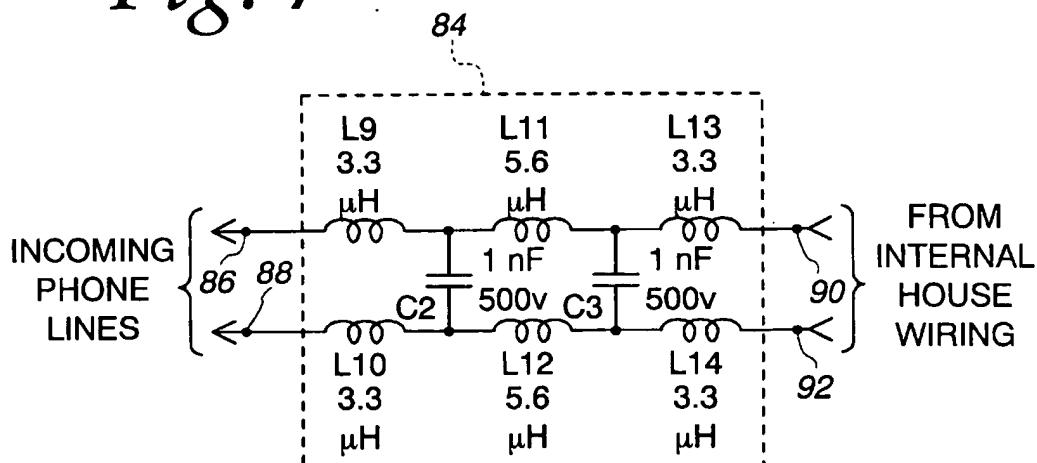 84
L9
3.3
μH
L11
5.6
μH
L13
3.3
μH
INCOMING
PHONE
LINES
86
88
C2
1 nF
500v
C3
1 nF
500v
90
92
FROM
INTERNAL
HOUSE
WIRING
L10
3.3
μH
L12
5.6
μH
L14
3.3
μH